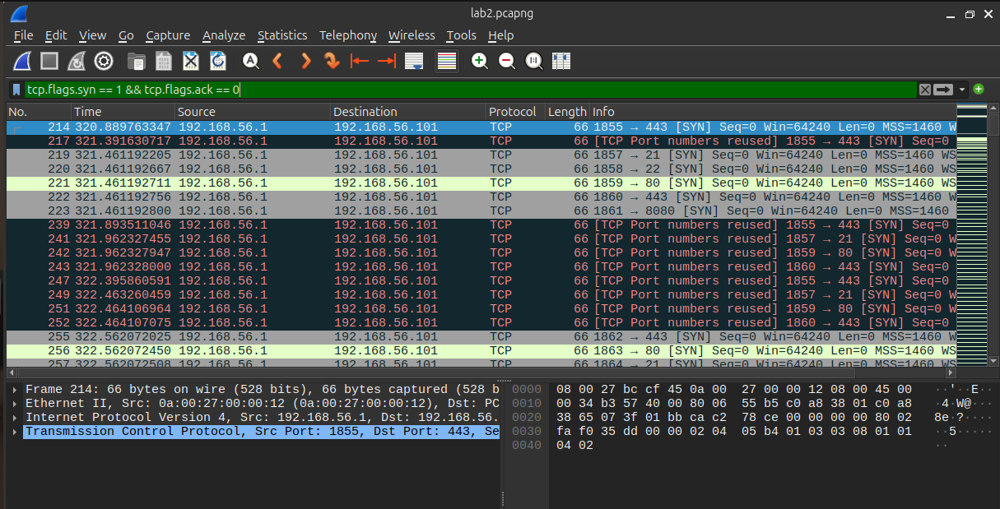 lab2.pcapng
File Edit View Go Capture Analyze Statistics Telephony Wireless Tools Help
tcp.flags.syn == 1 && tcp.flags.ack == 0
No. Time Source Destination Protocol Length Info
214 320.889763347 192.168.56.1 192.168.56.101 TCP 66 1855 → 443 [SYN] Seq=0 Win=64240 Len=0 MSS=1460 W
217 321.391630717 192.168.56.1 192.168.56.101 TCP 66 [TCP Port numbers reused] 1855 → 443 [SYN] Seq=0
219 321.461192205 192.168.56.1 192.168.56.101 TCP 66 1857 → 21 [SYN] Seq=0 Win=64240 Len=0 MSS=1460 WS
220 321.461192667 192.168.56.1 192.168.56.101 TCP 66 1858 → 22 [SYN] Seq=0 Win=64240 Len=0 MSS=1460 WS
221 321.461192711 192.168.56.1 192.168.56.101 TCP 66 1859 → 80 [SYN] Seq=0 Win=64240 Len=0 MSS=1460 WS
222 321.461192756 192.168.56.1 192.168.56.101 TCP 66 1860 → 443 [SYN] Seq=0 Win=64240 Len=0 MSS=1460 W
223 321.461192800 192.168.56.1 192.168.56.101 TCP 66 1861 → 8080 [SYN] Seq=0 Win=64240 Len=0 MSS=1460
239 321.893511046 192.168.56.1 192.168.56.101 TCP 66 [TCP Port numbers reused] 1855 → 443 [SYN] Seq=0
241 321.962327455 192.168.56.1 192.168.56.101 TCP 66 [TCP Port numbers reused] 1857 → 21 [SYN] Seq=0 W
242 321.962327947 192.168.56.1 192.168.56.101 TCP 66 [TCP Port numbers reused] 1859 → 80 [SYN] Seq=0 W
243 321.962328000 192.168.56.1 192.168.56.101 TCP 66 [TCP Port numbers reused] 1860 → 443 [SYN] Seq=0
247 322.395860591 192.168.56.1 192.168.56.101 TCP 66 [TCP Port numbers reused] 1855 → 443 [SYN] Seq=0
249 322.463260459 192.168.56.1 192.168.56.101 TCP 66 [TCP Port numbers reused] 1857 → 21 [SYN] Seq=0 W
251 322.464106964 192.168.56.1 192.168.56.101 TCP 66 [TCP Port numbers reused] 1859 → 80 [SYN] Seq=0 W
252 322.464107075 192.168.56.1 192.168.56.101 TCP 66 [TCP Port numbers reused] 1860 → 443 [SYN] Seq=0
255 322.562072025 192.168.56.1 192.168.56.101 TCP 66 1862 → 443 [SYN] Seq=0 Win=64240 Len=0 MSS=1460 W
256 322.562072450 192.168.56.1 192.168.56.101 TCP 66 1863 → 80 [SYN] Seq=0 Win=64240 Len=0 MSS=1460 WS
257 322.562072508 192.168.56.1 192.168.56.101 TCP 66 1864 → 21 [SYN] Seq=0 Win=64240 Len=0 MSS=1460 WS
Frame 214: 66 bytes on wire (528 bits), 66 bytes captured (528 b
Ethernet II, Src: 0a:00:27:00:00:12 (0a:00:27:00:00:12), Dst: PC
Internet Protocol Version 4, Src: 192.168.56.1, Dst: 192.168.56.
Transmission Control Protocol, Src Port: 1855, Dst Port: 443, Se
0000 08 00 27 bc cf 45 0a 00 27 00 00 12 08 00 45 00 ··'··E·· '·····E·
0010 00 34 b3 57 40 00 80 06 55 b5 c0 a8 38 01 c0 a8 ·4·W@··· U···8···
0020 38 65 07 3f 01 bb ca c2 78 ce 00 00 00 00 80 02 8e·?···· x·······
0030 fa f0 35 dd 00 00 02 04 05 b4 01 03 03 08 01 01 ··5····· ········
0040 04 02 ··